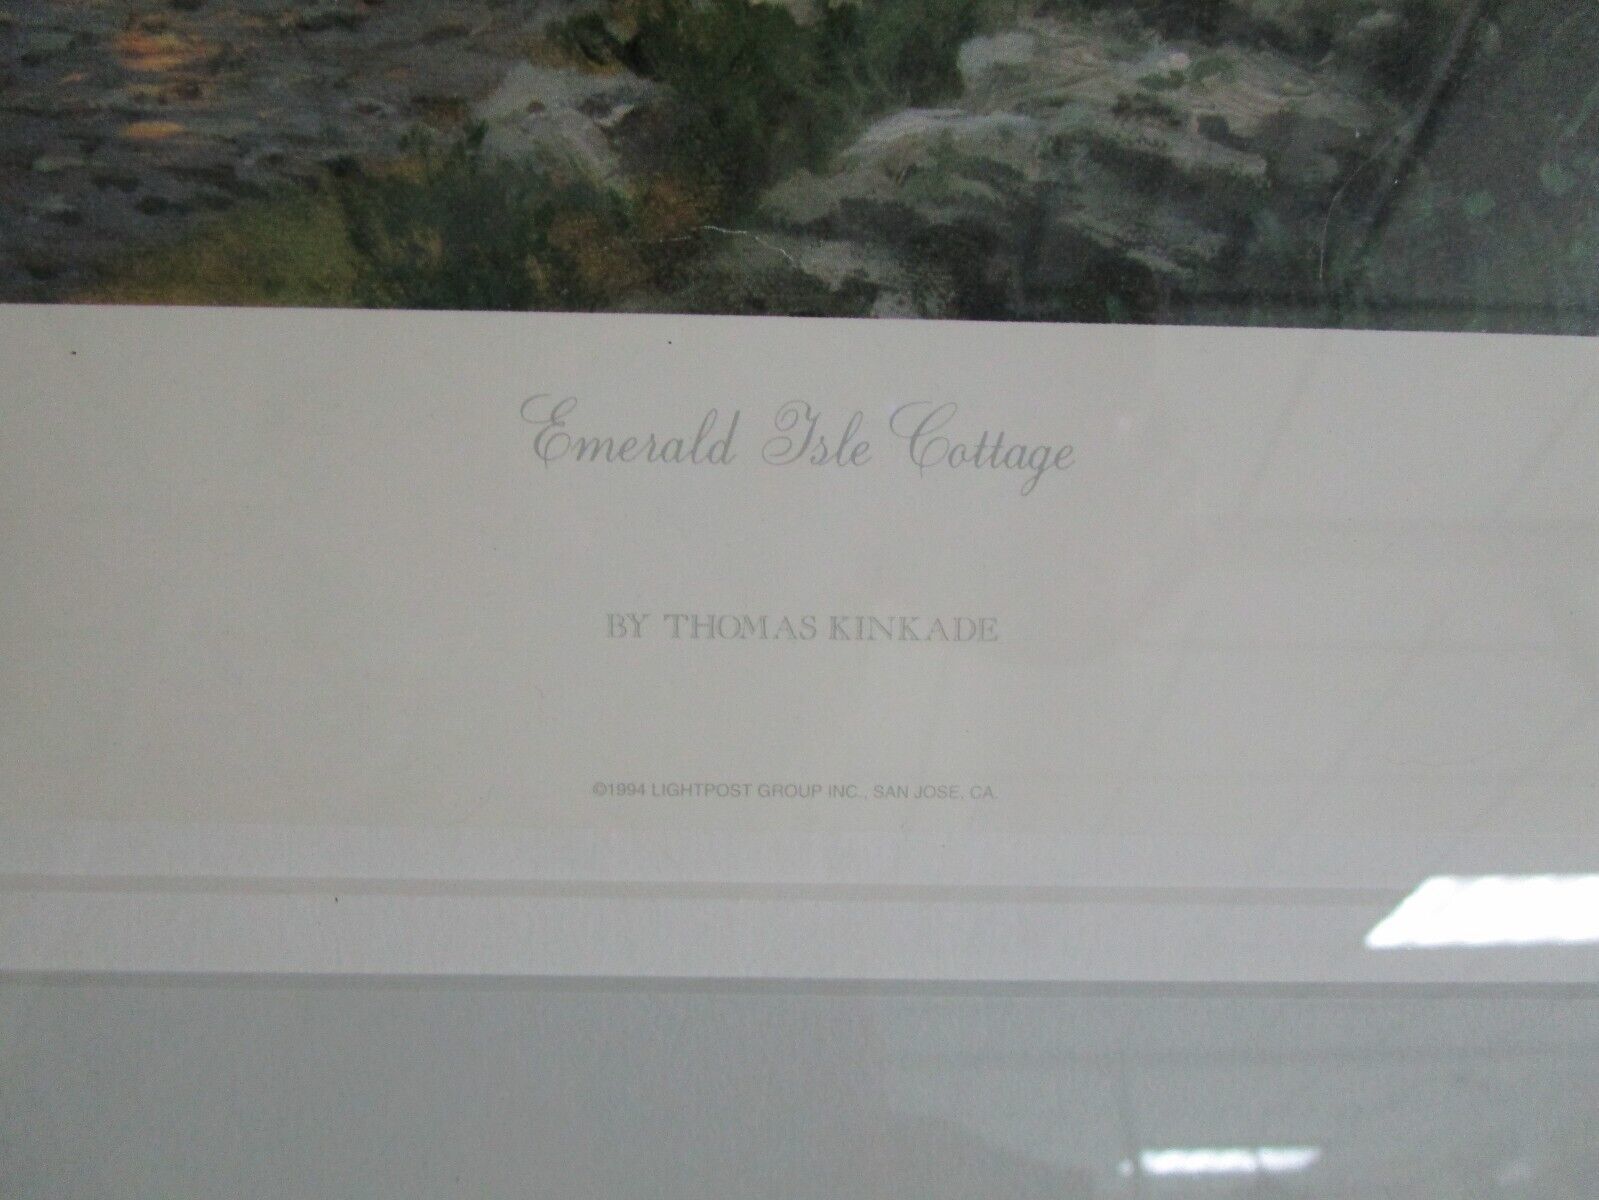 Emerald Isle Cottage
BY THOMAS KINKADE
©1994 LIGHTPOST GROUP INC., SAN JOSE, CA.